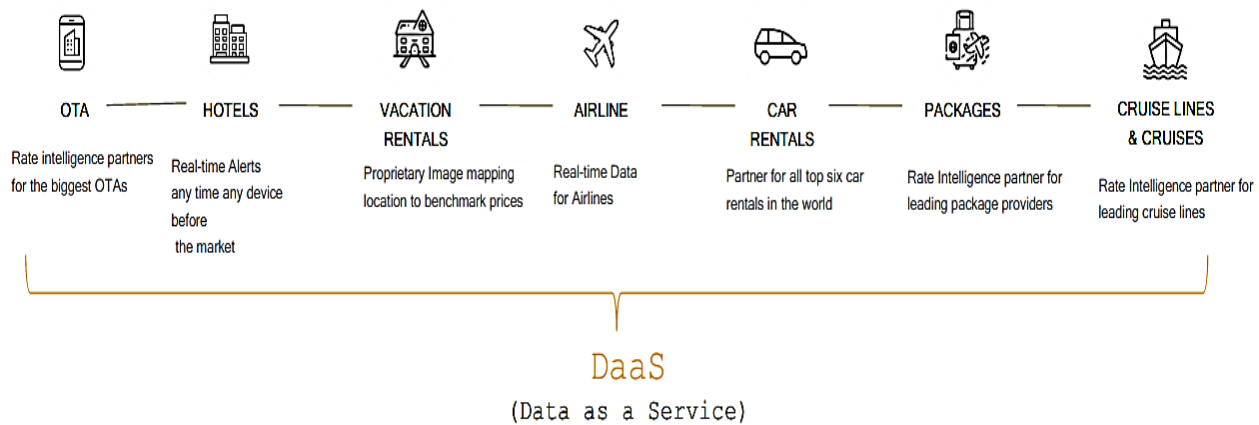 OTA
Rate intelligence partners
for the biggest OTAs
HOTELS
Real-time Alerts
any time any device
before
the market
VACATION
RENTALS
Proprietary Image mapping
location to benchmark prices
AIRLINE
Real-time Data
for Airlines
CAR
RENTALS
Partner for all top six car
rentals in the world
PACKAGES
Rate Intelligence partner for
leading package providers
CRUISE LINES
& CRUISES
Rate Intelligence partner for
leading cruise lines
DaaS
(Data as a Service)